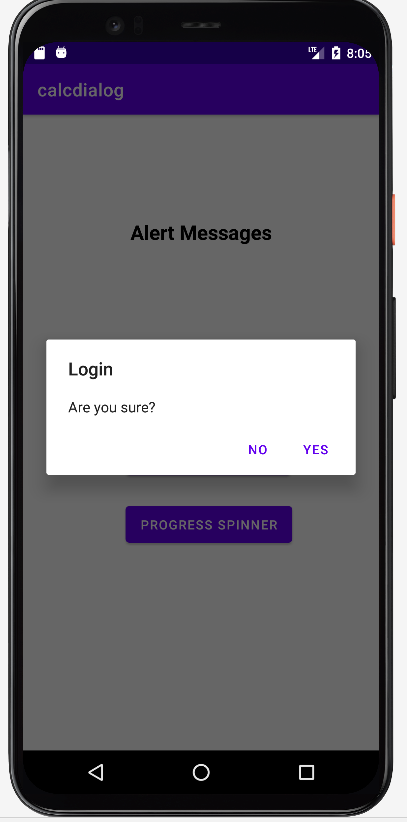 LTE 8:05
calcdialog
Alert Messages
Login
Are you sure?
NO YES
PROGRESS SPINNER